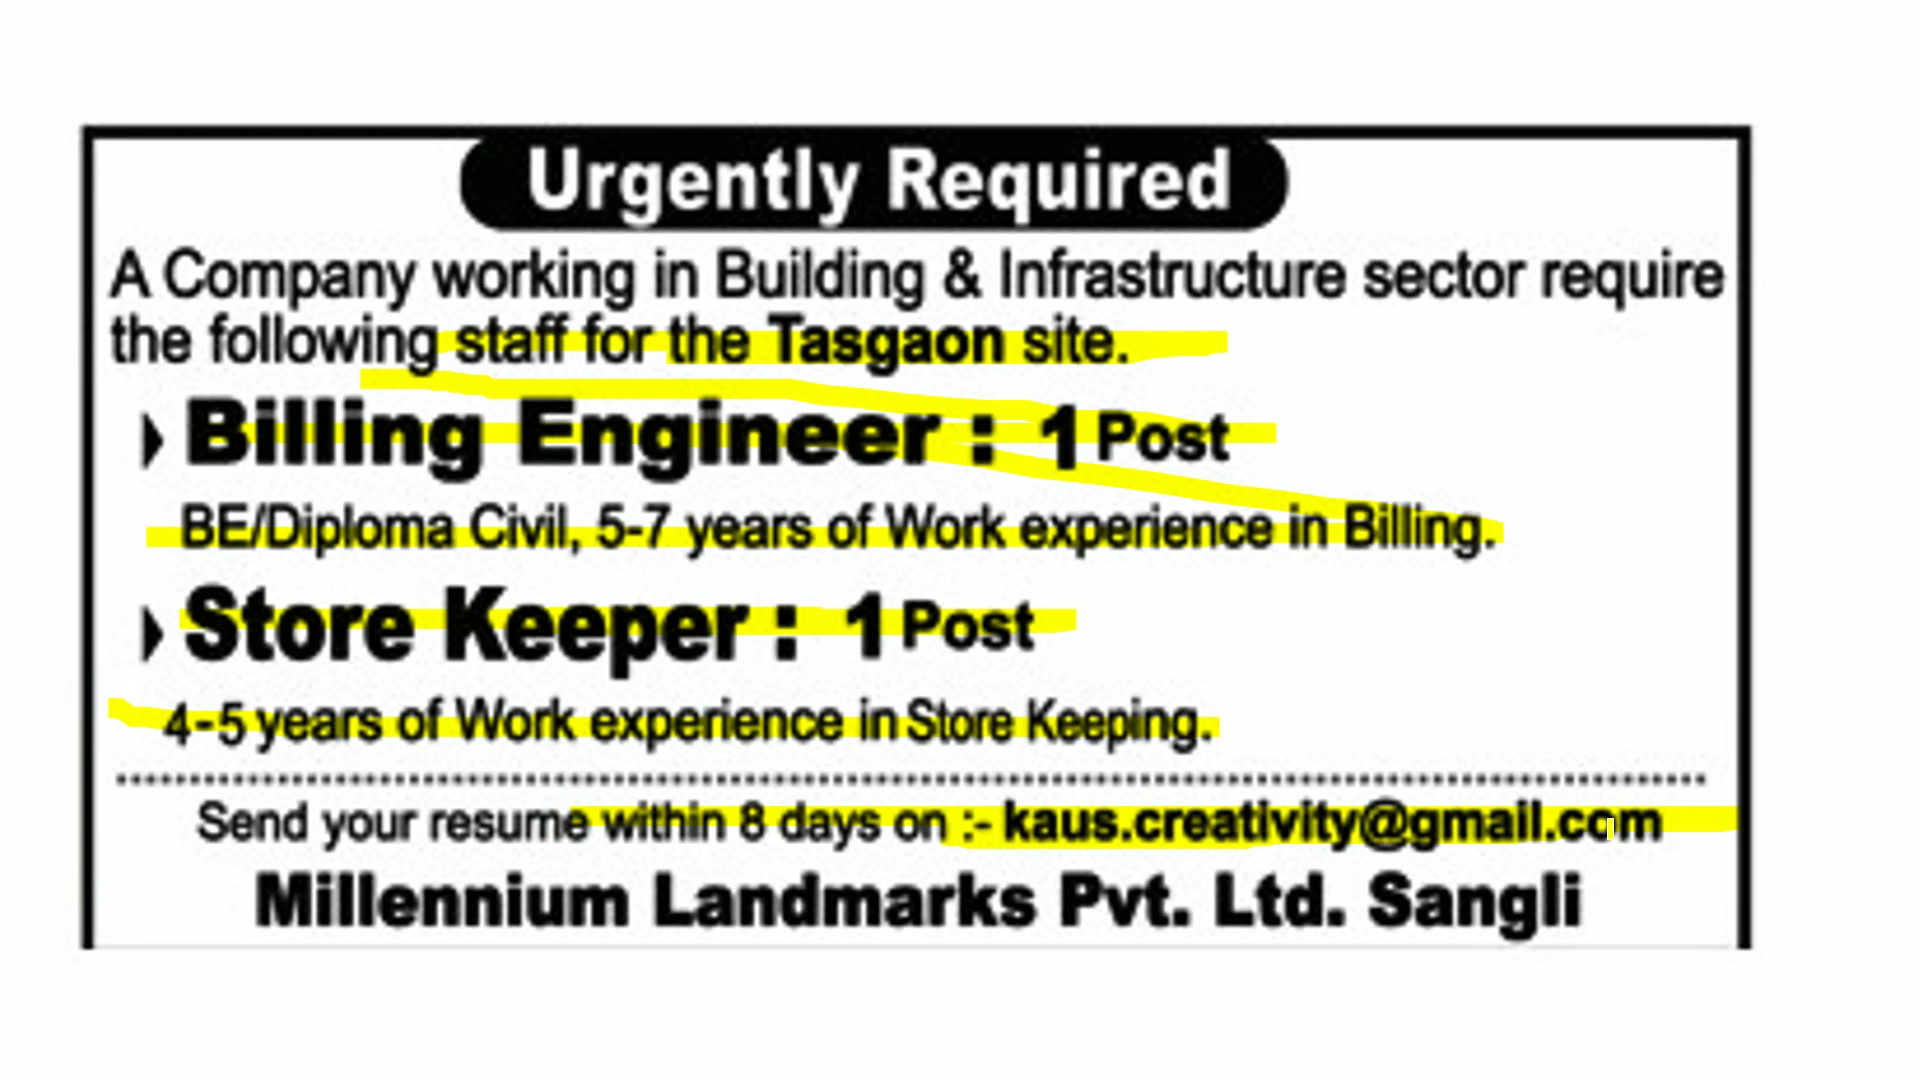 Urgently Required
A Company working in Building & Infrastructure sector require
the following staff for the Tasgaon site.
Billing Engineer : 1 Post
BE/Diploma Civil, 5-7 years of Work experience in Billing.
Store Keeper : 1 Post
4-5 years of Work experience in Store Keeping.
Send your resume within 8 days on :- kaus.creativity@gmail.com
Millennium Landmarks Pvt. Ltd. Sangli